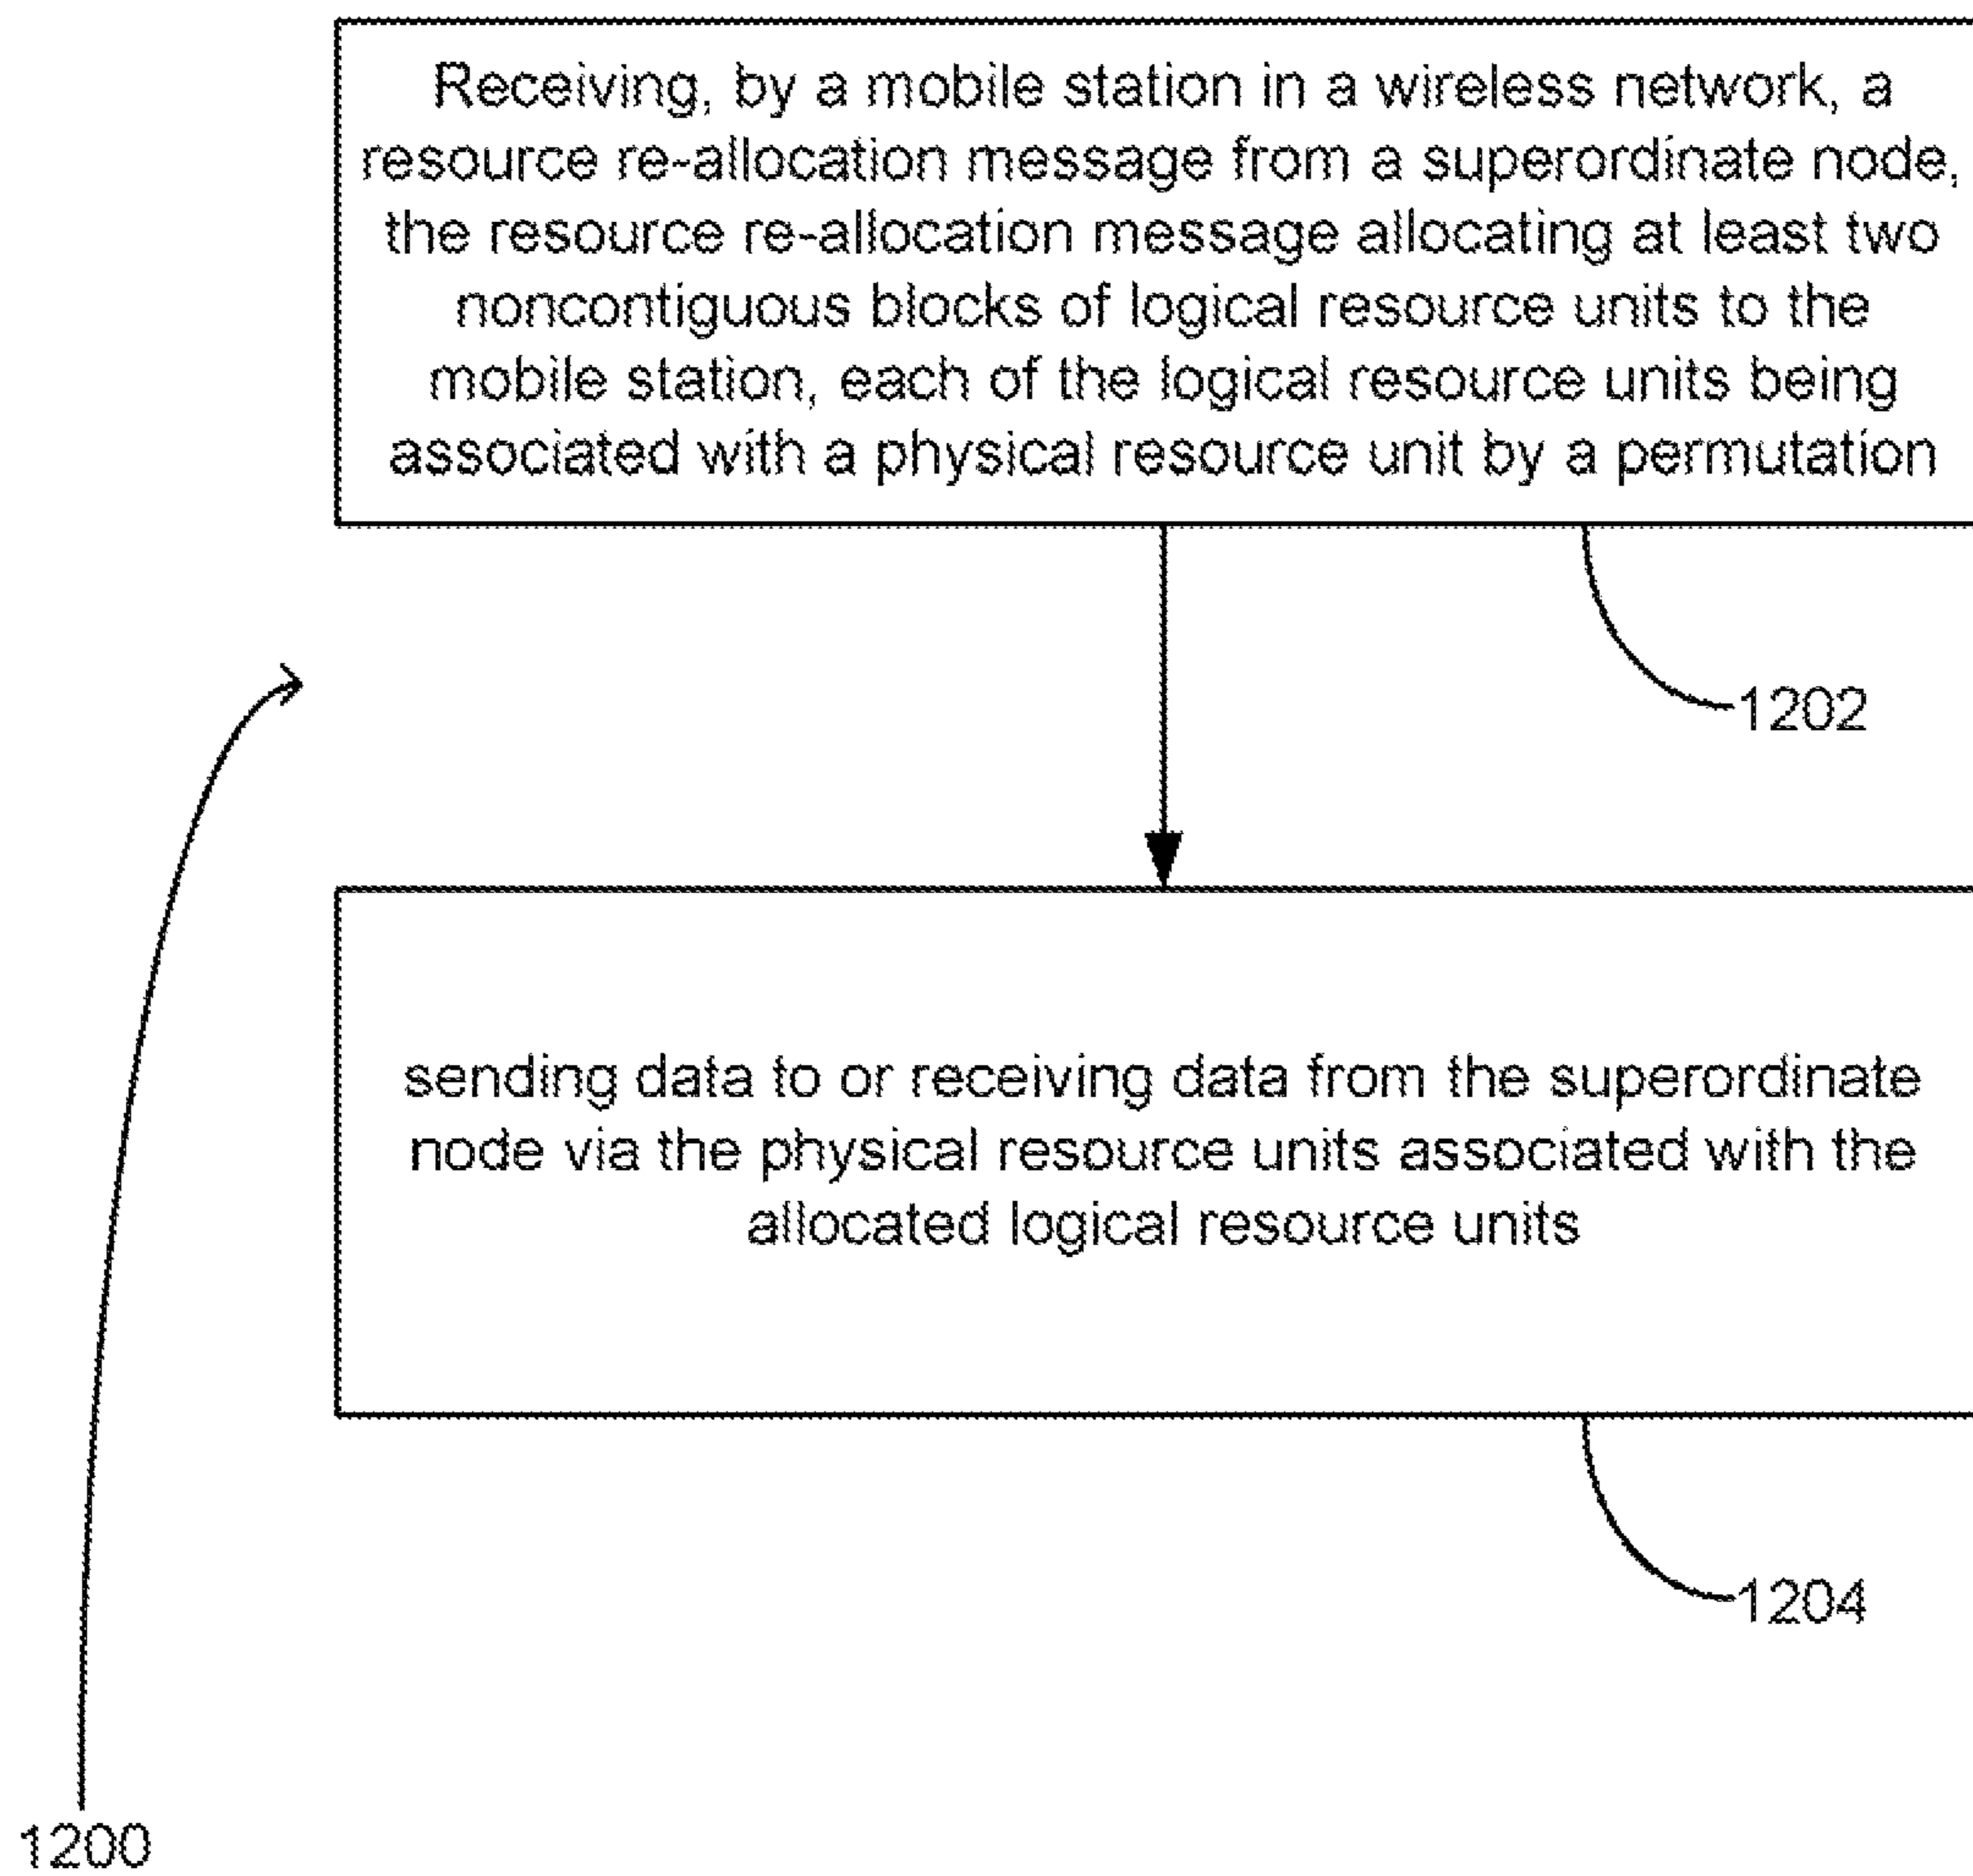 Receiving, by a mobile station in a wireless network, a
resource re-allocation message from a superordinate node,
the resource re-allocation message allocating at least two
noncontiguous blocks of logical resource units to the
mobile station, each of the logical resource units being
associated with a physical resource unit by a permutation
1202
sending data to or receiving data from the superordinate
node via the physical resource units associated with the
allocated logical resource units
1204
1200